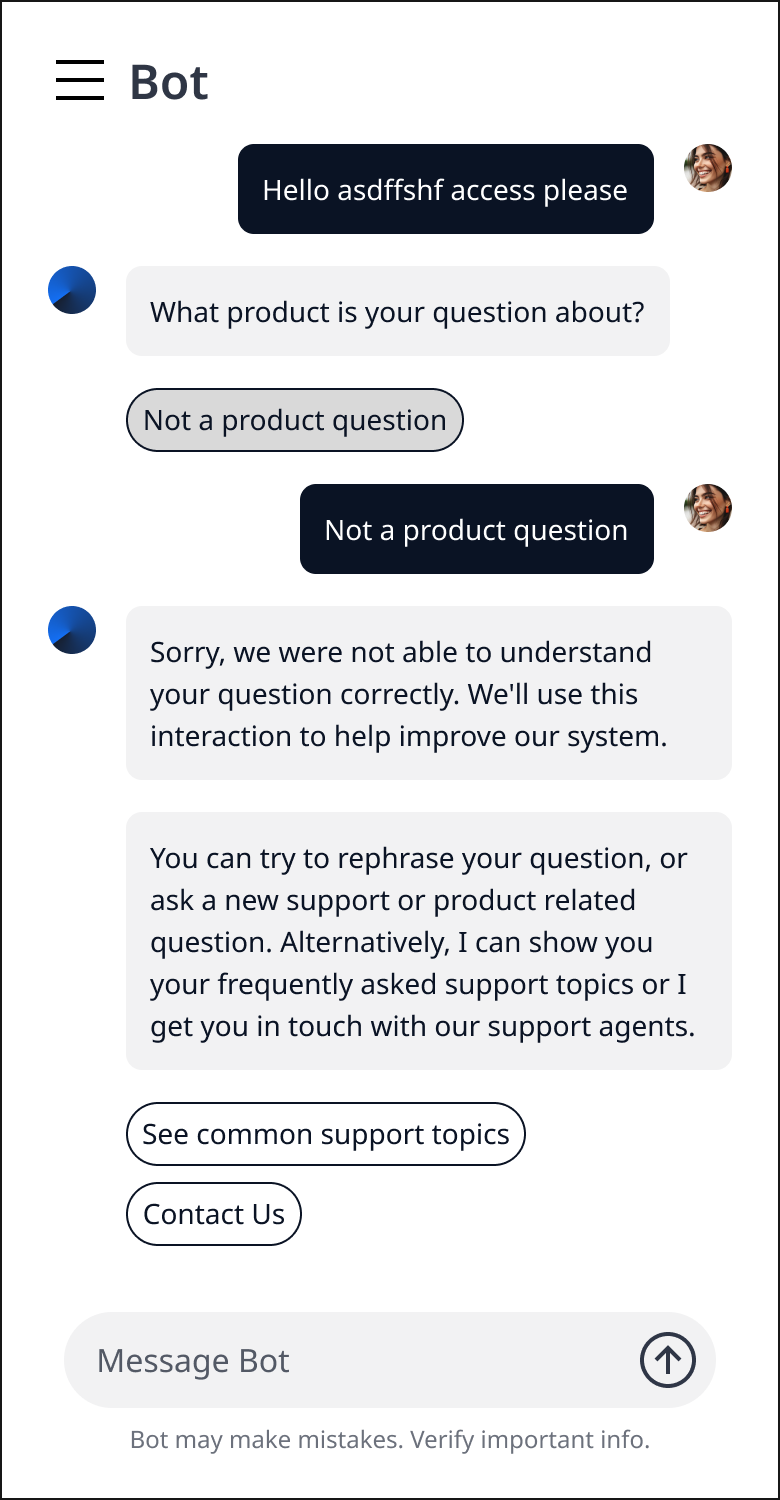 Bot
Hello asdffshf access please
What product is your question about?
Not a product question
Not a product question
Sorry, we were not able to understand
your question correctly. We'll use this
interaction to help improve our system.
You can try to rephrase your question, or
ask a new support or product related
question. Alternatively, I can show you
your frequently asked support topics or I
get you in touch with our support agents.
See common support topics
Contact Us
Message Bot
Bot may make mistakes. Verify important info.